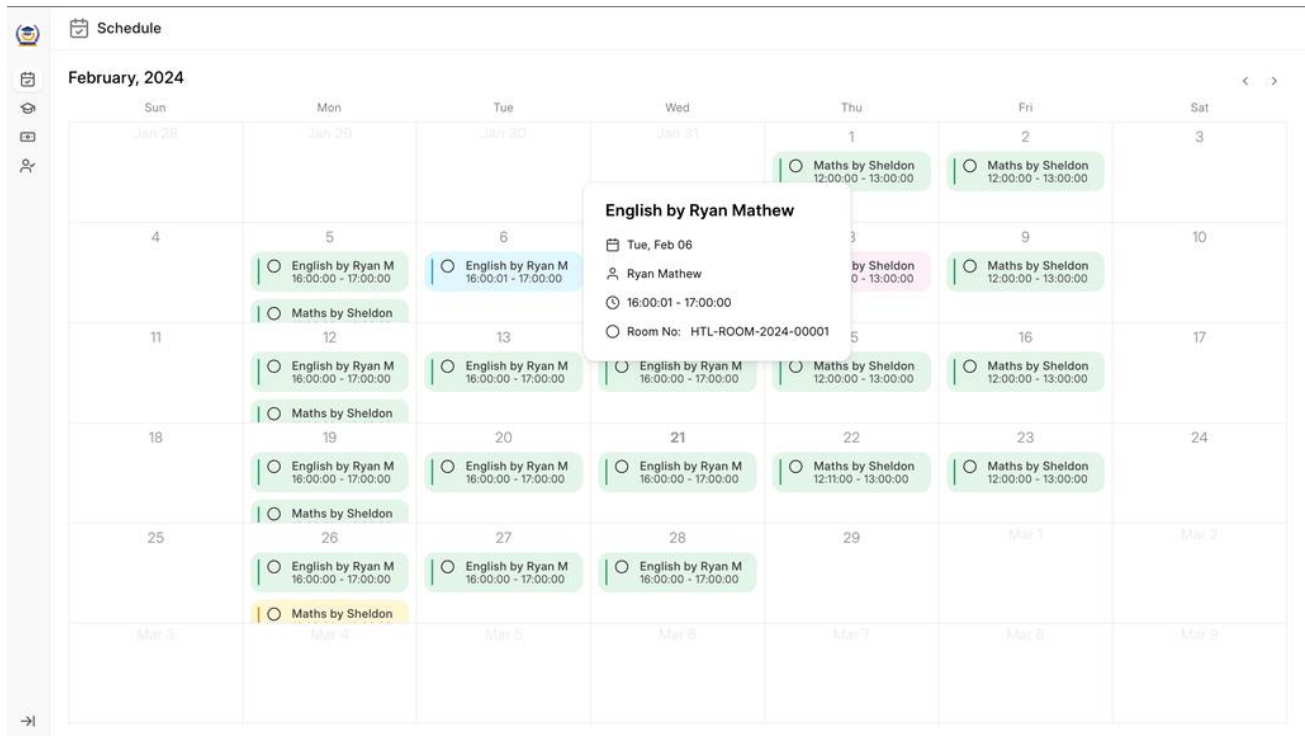 Schedule
February, 2024
Sun Mon Tue Wed Thu Fri Sat
Jan 28 Jan 29 Jan 30 Jan 31 1 2 3
Maths by Sheldon Maths by Sheldon
12:00:00 - 13:00:00 12:00:00 - 13:00:00
English by Ryan Mathew
Tue, Feb 06
Ryan Mathew
16:00:01 - 17:00:00
Room No: HTL-ROOM-2024-00001
4 5 6 9 10
English by Ryan M English by Ryan M by Sheldon Maths by Sheldon
16:00:00 - 17:00:00 16:00:01 - 17:00:00 - 13:00:00 12:00:00 - 13:00:00
Maths by Sheldon
11 12 13 16 17
English by Ryan M English by Ryan M English by Ryan M Maths by Sheldon Maths by Sheldon
16:00:00 - 17:00:00 16:00:00 - 17:00:00 16:00:00 - 17:00:00 12:00:00 - 13:00:00 12:00:00 - 13:00:00
Maths by Sheldon
18 19 20 21 22 23 24
English by Ryan M English by Ryan M English by Ryan M Maths by Sheldon Maths by Sheldon
16:00:00 - 17:00:00 16:00:00 - 17:00:00 16:00:00 - 17:00:00 12:11:00 - 13:00:00 12:00:00 - 13:00:00
Maths by Sheldon
25 26 27 28 29 Mar 1 Mar 2
English by Ryan M English by Ryan M English by Ryan M
16:00:00 - 17:00:00 16:00:00 - 17:00:00 16:00:00 - 17:00:00
Maths by Sheldon
Mar 3 Mar 4 Mar 5 Mar 6 Mar 7 Mar 8 Mar 9